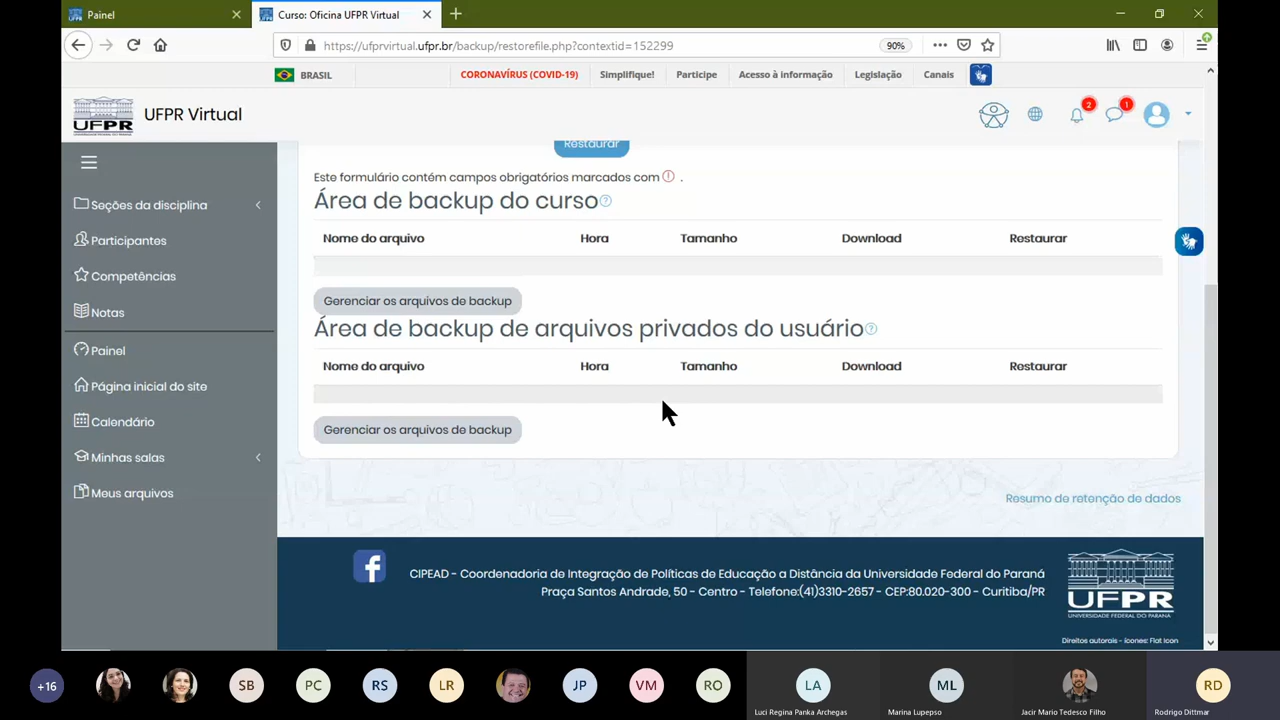 Painel
Curso: Oficina UFPR Virtual
https://ufprvirtual.ufpr.br/backup/restorefile.php?contextid=152299
90%
BRASIL
CORONAVÍRUS (COVID-19)
Simplifique!
Participe
Acesso à informação
Legislação
Canais
UFPR
UFPR Virtual
2
1
Seções da disciplina
Participantes
Competências
Notas
Painel
Página inicial do site
Calendário
Minhas salas
Meus arquivos
Restaurar
Este formulário contém campos obrigatórios marcados com .
Área de backup do curso
Nome do arquivo Hora Tamanho Download Restaurar
Gerenciar os arquivos de backup
Área de backup de arquivos privados do usuário
Nome do arquivo Hora Tamanho Download Restaurar
Gerenciar os arquivos de backup
Resumo de retenção de dados
CIPEAD - Coordenadoria de Integração de Políticas de Educação a Distância da Universidade Federal do Paraná
Praça Santos Andrade, 50 - Centro - Telefone:(41)3310-2657 - CEP:80.020-300 - Curitiba/PR
UFPR
UNIVERSIDADE FEDERAL DO PARANÁ
Direitos autorais - ícones: Flat Icon
+16
SB
PC
RS
LR
JP
VM
RO
LA
ML
RD
Luci Regina Panka Archegas
Marina Lupepso
Jacir Mario Tedesco Filho
Rodrigo Dittmar